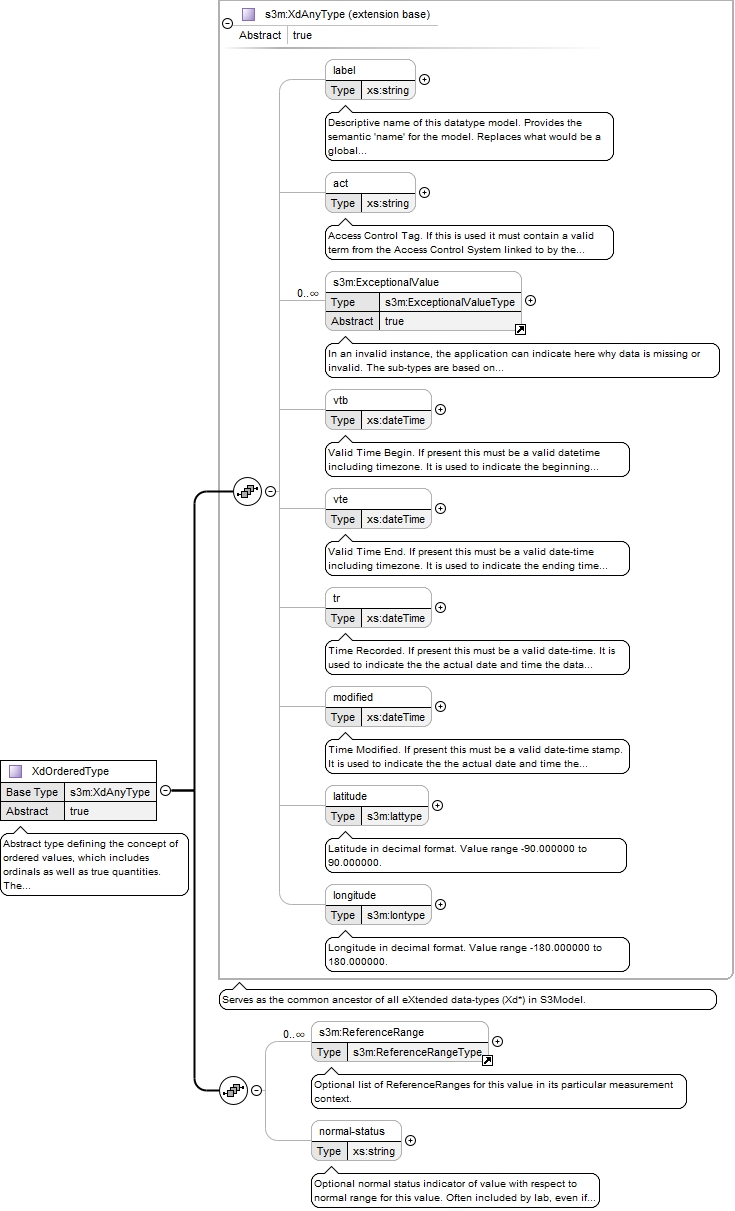 s3m:XdAnyType (extension base)
Abstract true
label
Type xs:string
Descriptive name of this datatype model. Provides the
semantic 'name' for the model. Replaces what would be a
global...
act
Type xs:string
Access Control Tag. If this is used it must contain a valid
term from the Access Control System linked to by the...
0..∞
s3m:ExceptionalValue
Type s3m:ExceptionalValueType
Abstract true
In an invalid instance, the application can indicate here why data is missing or
invalid. The sub-types are based on...
vtb
Type xs:dateTime
Valid Time Begin. If present this must be a valid datetime
including timezone. It is used to indicate the beginning...
vte
Type xs:dateTime
Valid Time End. If present this must be a valid date-time
including timezone. It is used to indicate the ending time...
tr
Type xs:dateTime
Time Recorded. If present this must be a valid date-time. It is
used to indicate the the actual date and time the data...
modified
Type xs:dateTime
Time Modified. If present this must be a valid date-time stamp.
It is used to indicate the the actual date and time the...
XdOrderedType
Base Type s3m:XdAnyType
Abstract true
Abstract type defining the concept of
ordered values, which includes
ordinals as well as true quantities.
The...
latitude
Type s3m:lattype
Latitude in decimal format. Value range -90.000000 to
90.000000.
longitude
Type s3m:lontype
Longitude in decimal format. Value range -180.000000 to
180.000000.
Serves as the common ancestor of all eXtended data-types (Xd*) in S3Model.
0..∞
s3m:ReferenceRange
Type s3m:ReferenceRangeType
Optional list of ReferenceRanges for this value in its particular measurement
context.
normal-status
Type xs:string
Optional normal status indicator of value with respect to
normal range for this value. Often included by lab, even if...